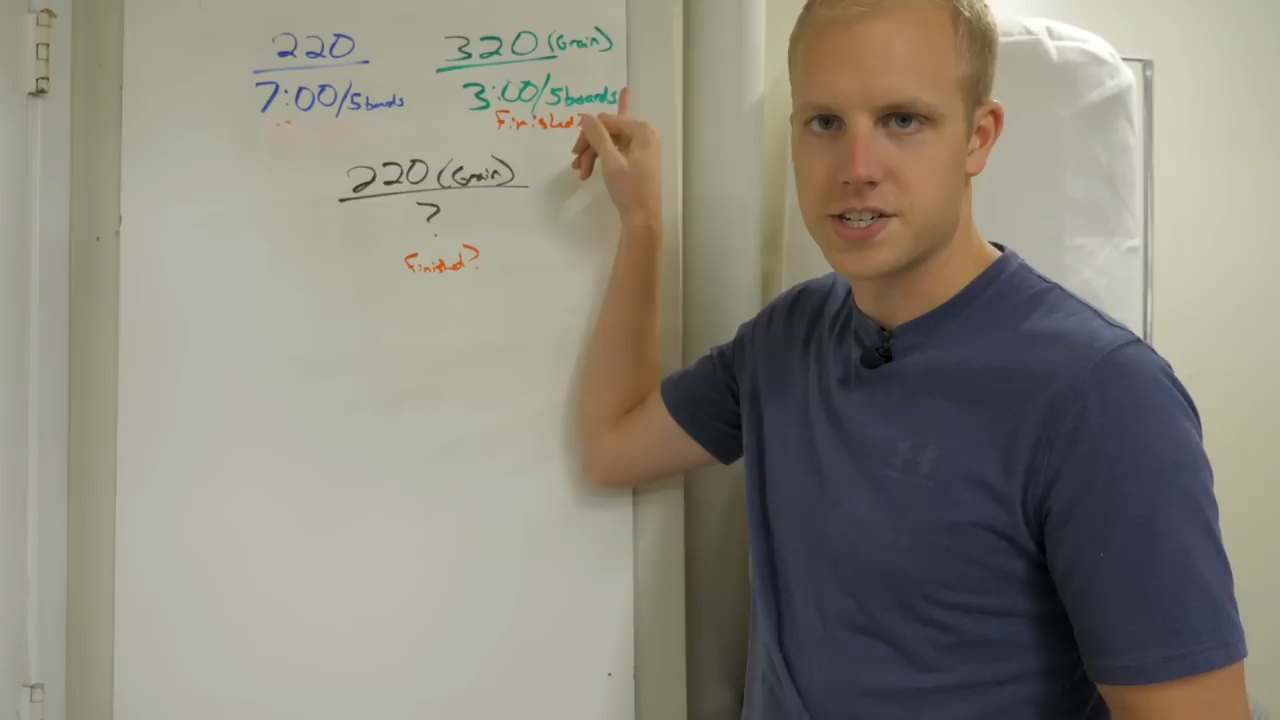 220
7:00/5boards
320 (Grain)
3:00/5boards
Finished?
220 (Grain)
?
Finished?